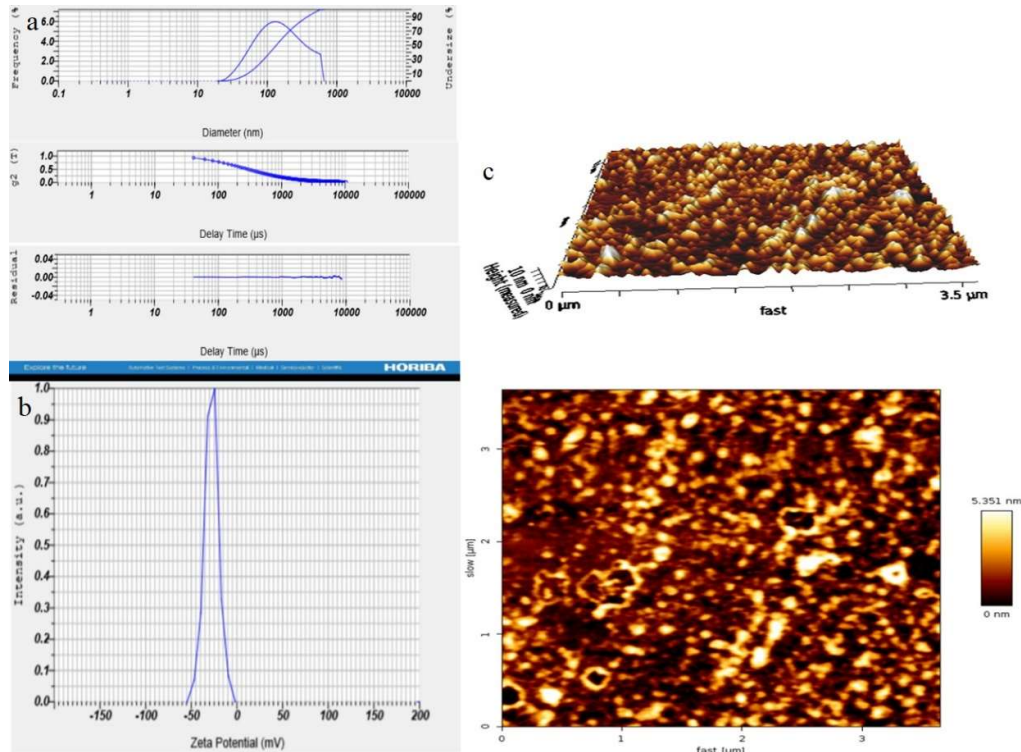 a
Frequency (%
6.0
4.0
2.0
0.0
90
70
50
30
10
Undersize (%
0.1 1 10 100 1000 10000
Diameter (nm)
g2 (T)
1.0
0.5
0.0
1 10 100 1000 10000 100000
Delay Time (µs)
Residual
0.04
0.00
-0.04
1 10 100 1000 10000 100000
Delay Time (µs)
Explore the future
HORIBA
b
Intensity (a.u.)
1.0
0.9
0.8
0.7
0.6
0.5
0.4
0.3
0.2
0.1
0.0
-150 -100 -50 0 50 100 150 200
Zeta Potential (mV)
c
Height (measured)
10 nm 0 nm
0 µm
3.5 µm
fast
slow [µm]
3
2
1
0
0 1 2 3
fast [µm]
5.351 nm
0 nm